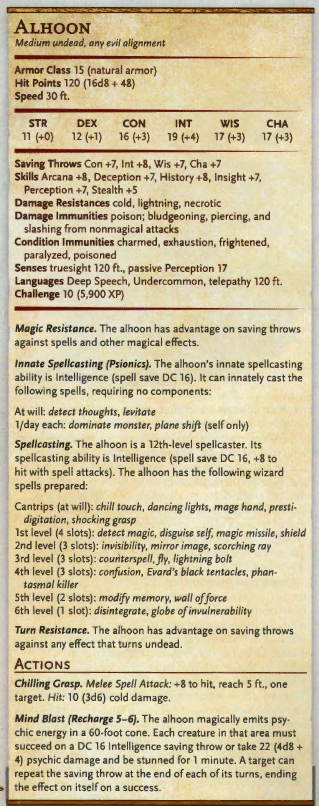 ALHOON
Medium undead, any evil alignment
Armor Class 15 (natural armor)
Hit Points 120 (16d8 + 48)
Speed 30 ft.
STR DEX CON INT WIS CHA
11 (+0) 12 (+1) 16 (+3) 19 (+4) 17 (+3) 17 (+3)
Saving Throws Con +7, Int +8, Wis +7, Cha +7
Skills Arcana +8, Deception +7, History +8, Insight +7,
Perception +7, Stealth +5
Damage Resistances cold, lightning, necrotic
Damage Immunities poison; bludgeoning, piercing, and
slashing from nonmagical attacks
Condition Immunities charmed, exhaustion, frightened,
paralyzed, poisoned
Senses truesight 120 ft., passive Perception 17
Languages Deep Speech, Undercommon, telepathy 120 ft.
Challenge 10 (5,900 XP)
Magic Resistance. The alhoon has advantage on saving throws
against spells and other magical effects.
Innate Spellcasting (Psionics). The alhoon's innate spellcasting
ability is Intelligence (spell save DC 16). It can innately cast the
following spells, requiring no components:
At will: detect thoughts, levitate
1/day each: dominate monster, plane shift (self only)
Spellcasting. The alhoon is a 12th-level spellcaster. Its
spellcasting ability is Intelligence (spell save DC 16, +8 to
hit with spell attacks). The alhoon has the following wizard
spells prepared:
Cantrips (at will): chill touch, dancing lights, mage hand, presti-
digitation, shocking grasp
1st level (4 slots): detect magic, disguise self, magic missile, shield
2nd level (3 slots): invisibility, mirror image, scorching ray
3rd level (3 slots): counterspell, fly, lightning bolt
4th level (3 slots): confusion, Evard's black tentacles, phan-
tasmal killer
5th level (2 slots): modify memory, wall of force
6th level (1 slot): disintegrate, globe of invulnerability
Turn Resistance. The alhoon has advantage on saving throws
against any effect that turns undead.
ACTIONS
Chilling Grasp. Melee Spell Attack: +8 to hit, reach 5 ft., one
target. Hit: 10 (3d6) cold damage.
Mind Blast (Recharge 5–6). The alhoon magically emits psy-
chic energy in a 60-foot cone. Each creature in that area must
succeed on a DC 16 Intelligence saving throw or take 22 (4d8 +
4) psychic damage and be stunned for 1 minute. A target can
repeat the saving throw at the end of each of its turns, ending
the effect on itself on a success.